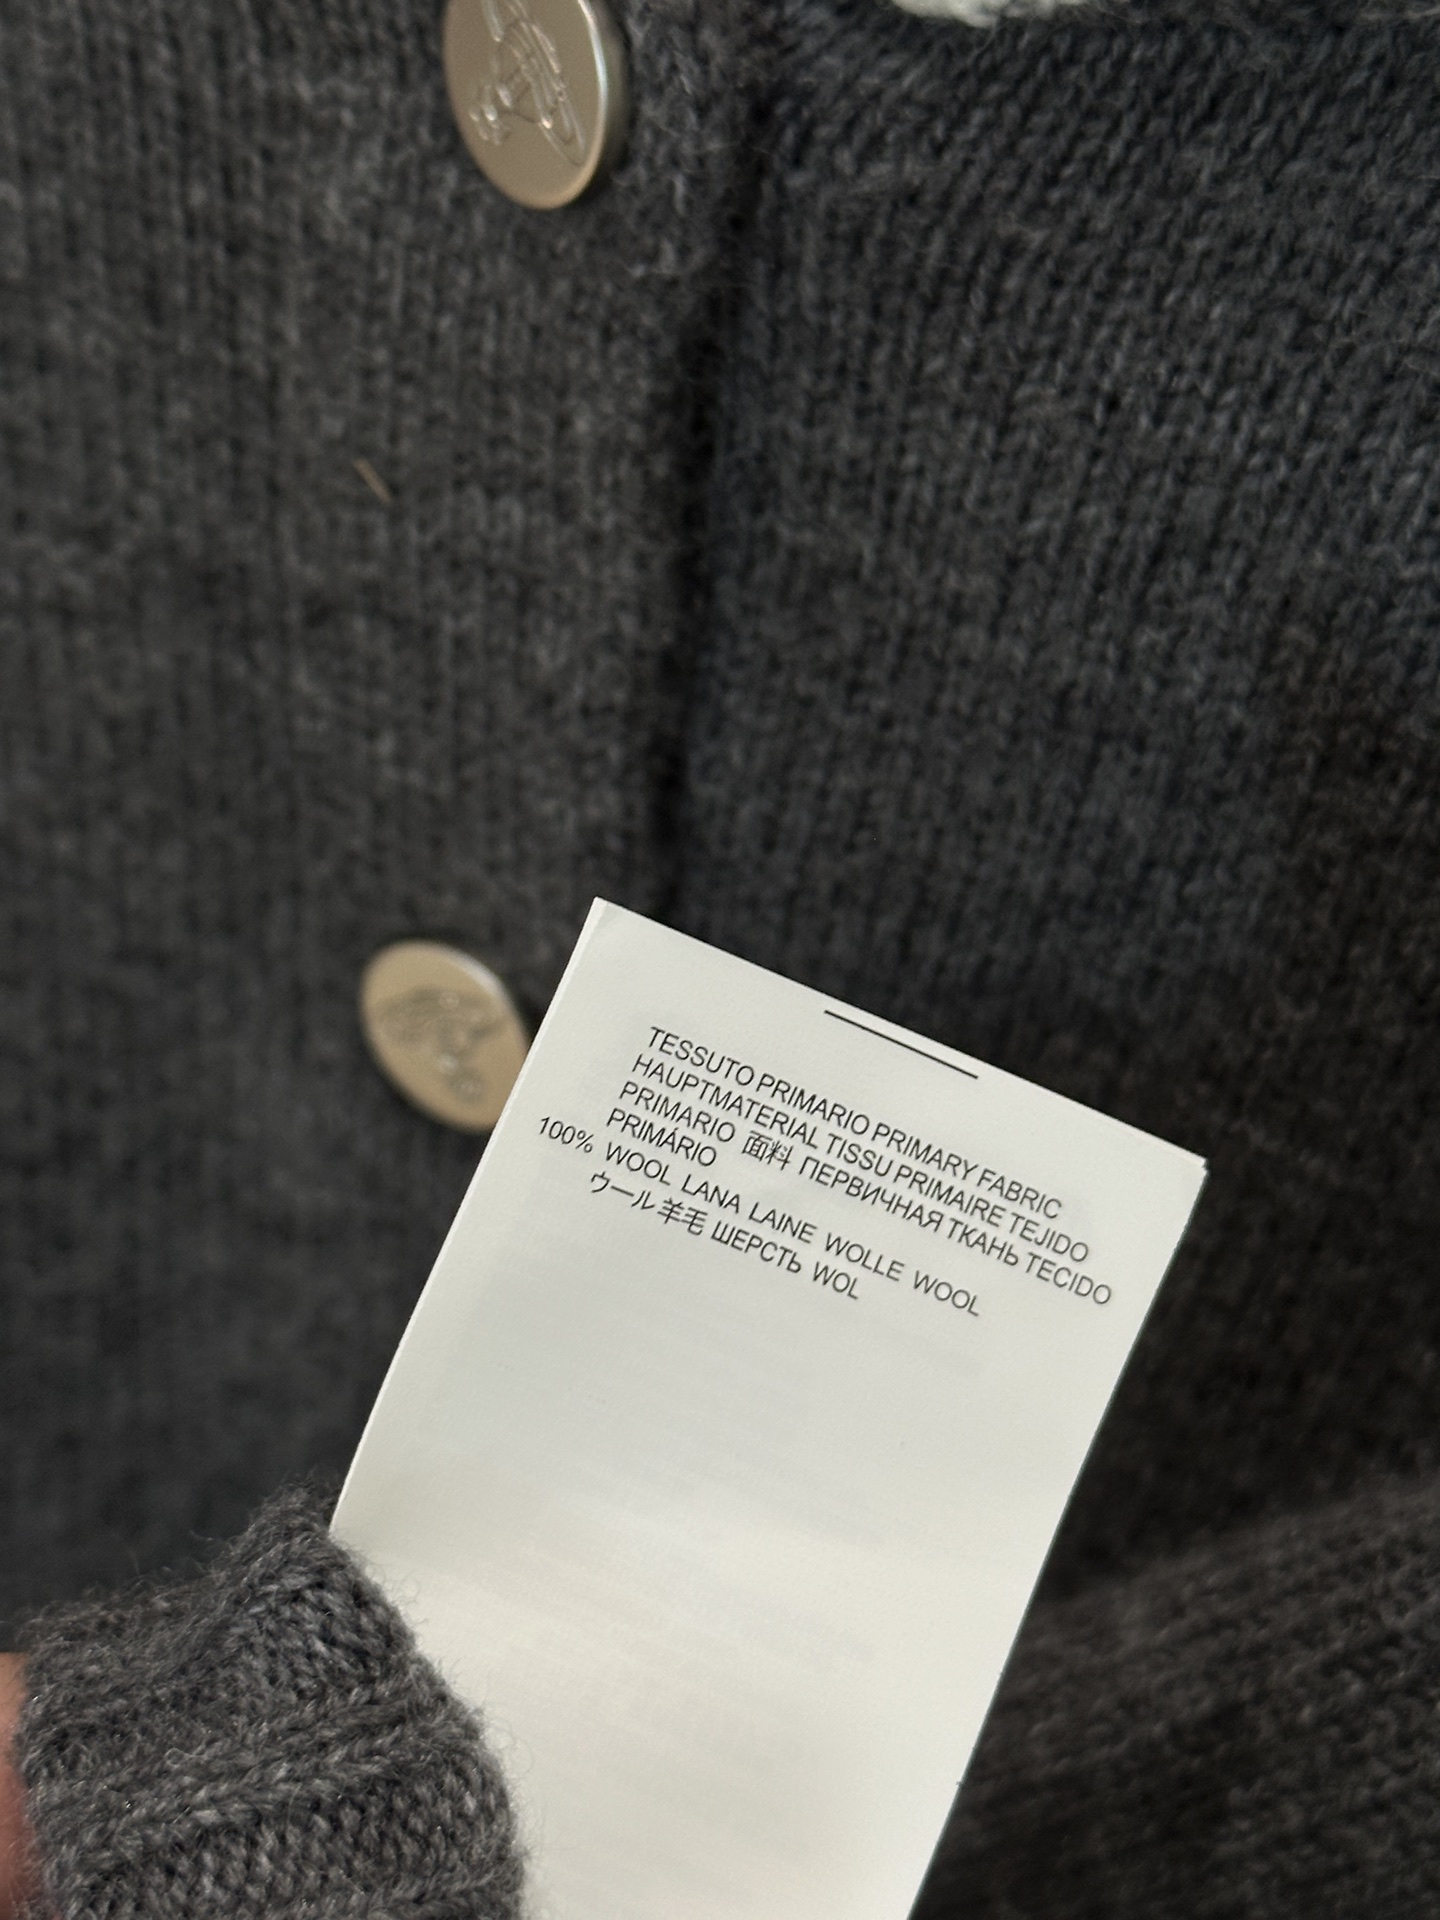 TESSUTO PRIMARIO PRIMARY FABRIC
HAUPTMATERIAL TISSU PRIMAIRE TEJIDO
PRIMARIO 面料 ПЕРВИЧНАЯ ТКАНЬ TECIDO
PRIMÁRIO
100% WOOL LANA LAINE WOLLE WOOL
ウール 羊毛 ШЕРСТЬ WOL